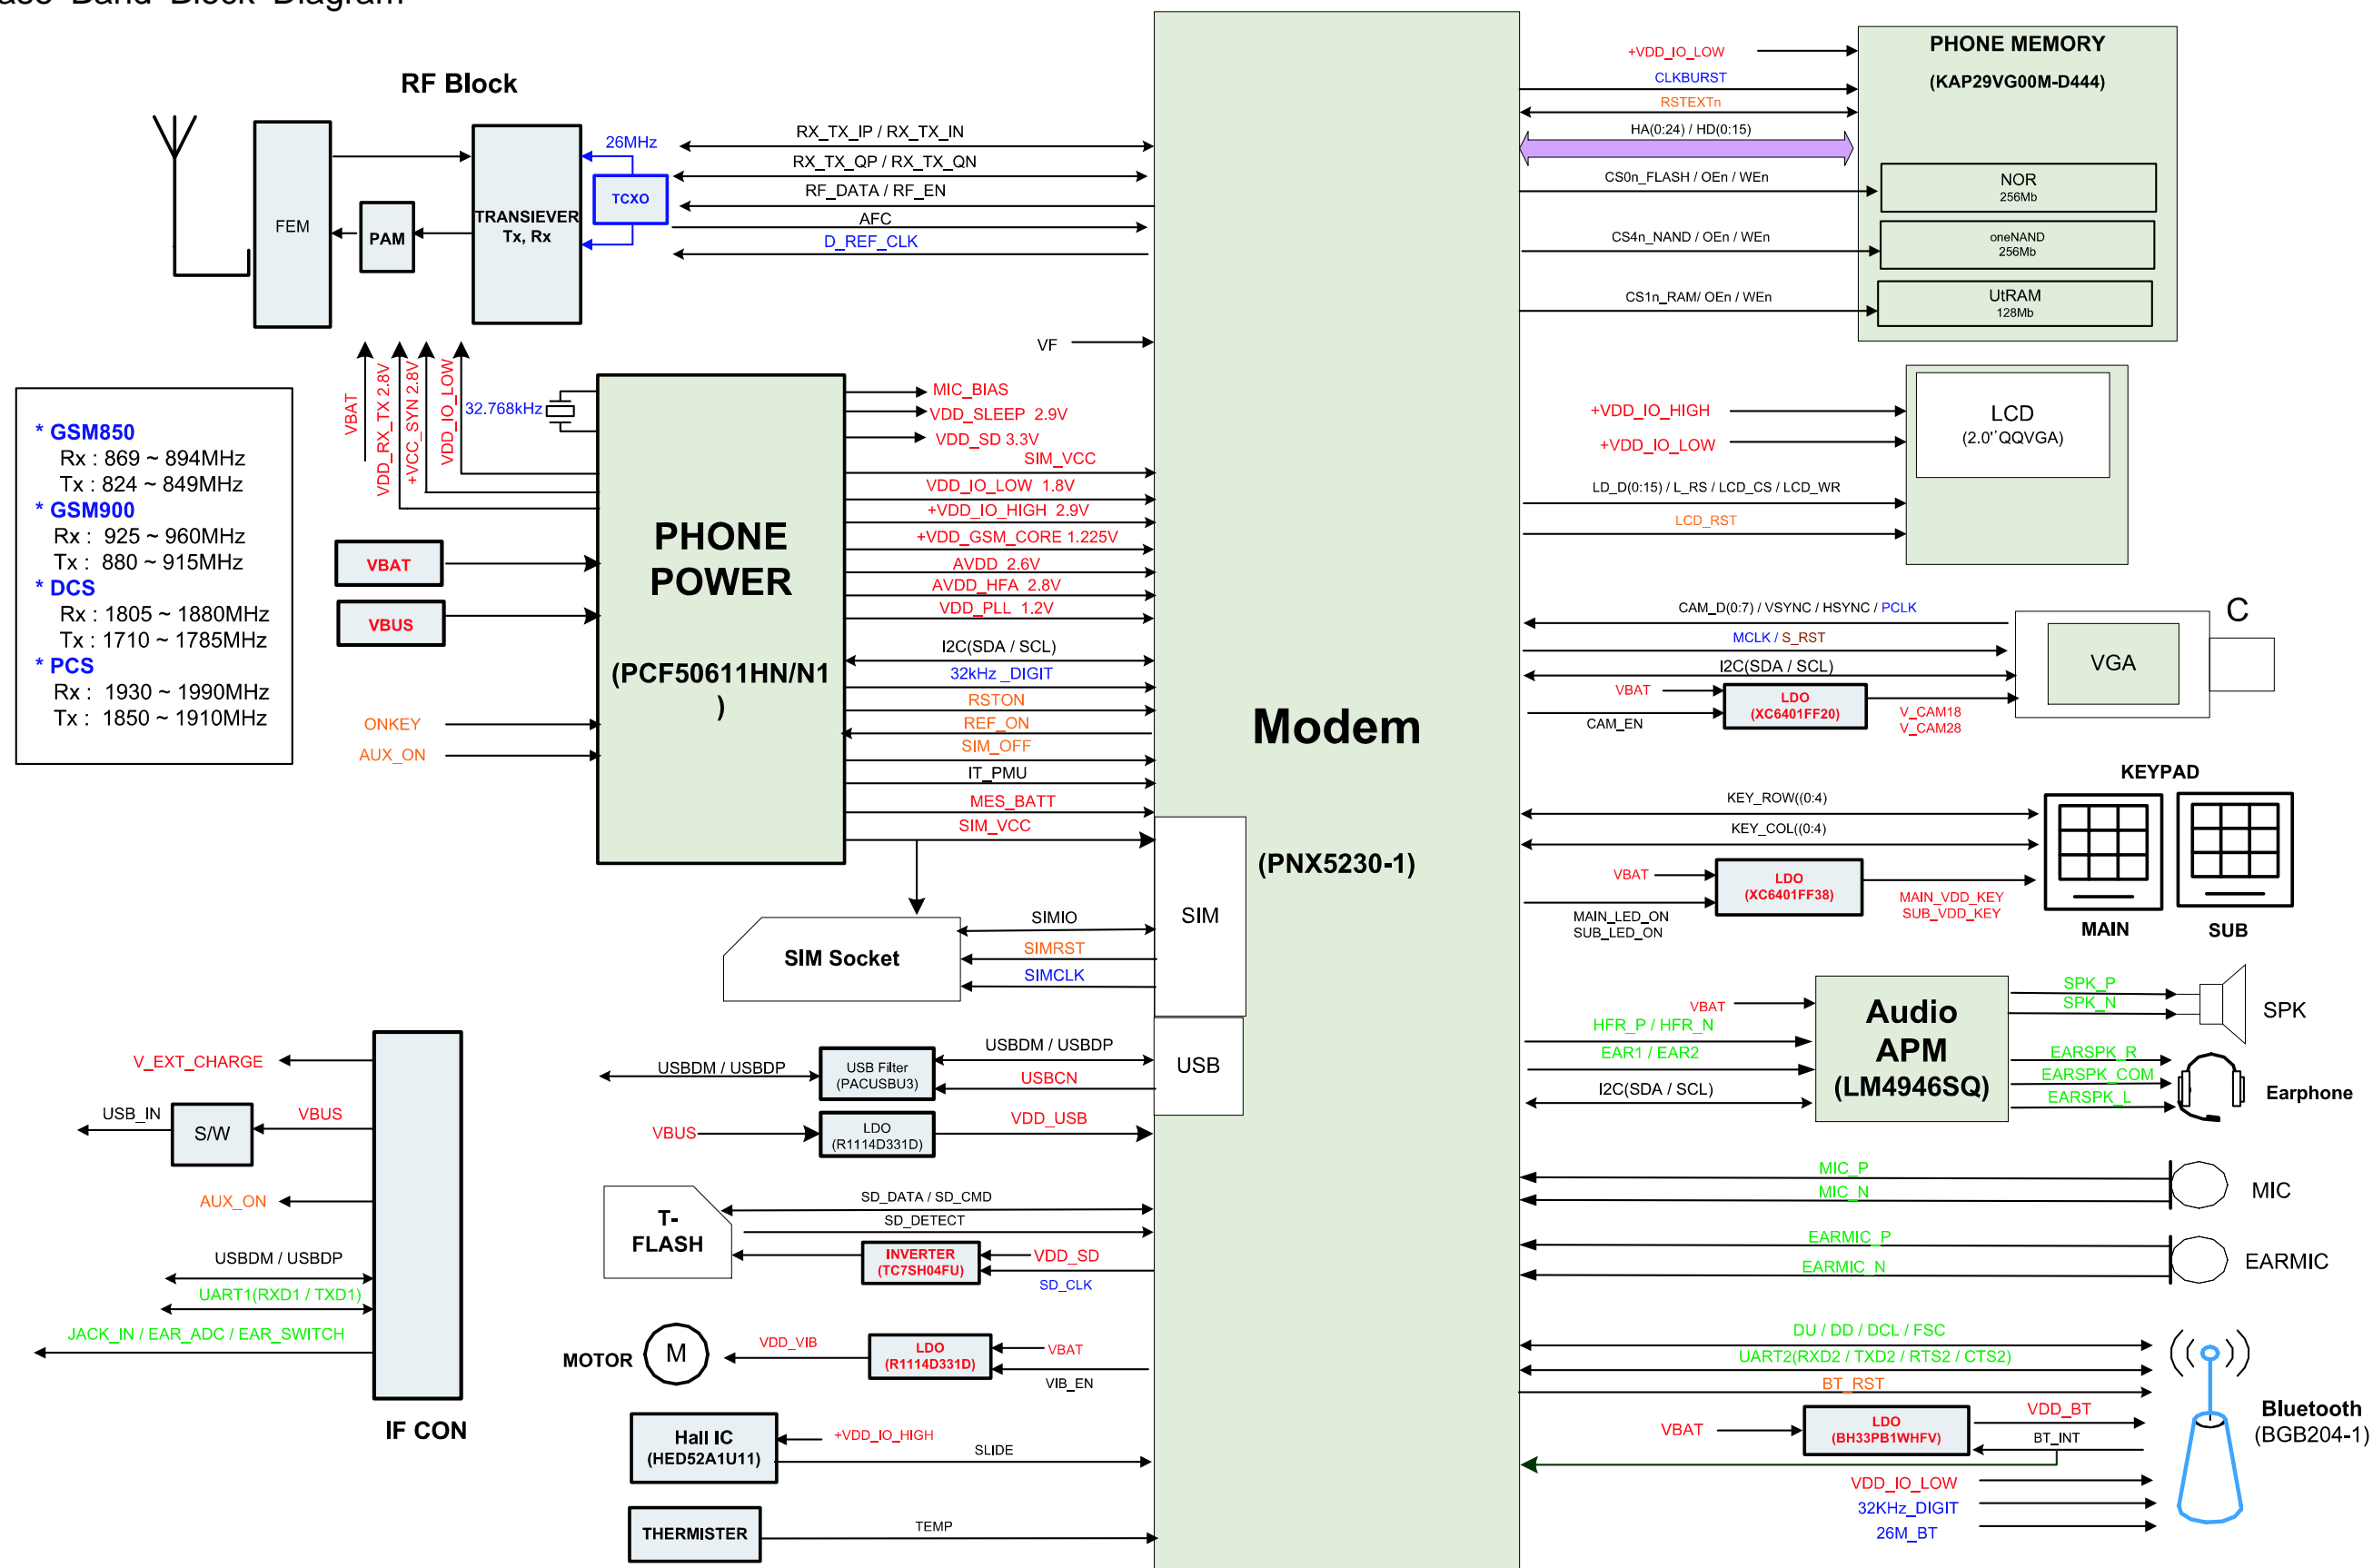 Base Band Block Diagram
RF Block
FEM
PAM
TRANSIEVER
Tx, Rx
26MHz
TCXO
RX_TX_IP / RX_TX_IN
RX_TX_QP / RX_TX_QN
RF_DATA / RF_EN
AFC
D_REF_CLK
VF
VBAT
VDD_RX_TX 2.8V
+VCC_SYN 2.8V
VDD_IO_LOW
32.768kHz
* GSM850
Rx : 869 ~ 894MHz
Tx : 824 ~ 849MHz
* GSM900
Rx : 925 ~ 960MHz
Tx : 880 ~ 915MHz
* DCS
Rx : 1805 ~ 1880MHz
Tx : 1710 ~ 1785MHz
* PCS
Rx : 1930 ~ 1990MHz
Tx : 1850 ~ 1910MHz
VBAT
VBUS
ONKEY
AUX_ON
PHONE
POWER
(PCF50611HN/N1
)
MIC_BIAS
VDD_SLEEP 2.9V
VDD_SD 3.3V
SIM_VCC
VDD_IO_LOW 1.8V
+VDD_IO_HIGH 2.9V
+VDD_GSM_CORE 1.225V
AVDD 2.6V
AVDD_HFA 2.8V
VDD_PLL 1.2V
I2C(SDA / SCL)
32kHz _DIGIT
RSTON
REF_ON
SIM_OFF
IT_PMU
MES_BATT
SIM_VCC
SIM Socket
SIMIO
SIMRST
SIMCLK
SIM
USB
Modem
(PNX5230-1)
USBDM / USBDP
USB Filter
(PACUSBU3)
USBDM / USBDP
USBCN
VBUS
LDO
(R1114D331D)
VDD_USB
T-
FLASH
SD_DATA / SD_CMD
SD_DETECT
INVERTER
(TC7SH04FU)
VDD_SD
SD_CLK
MOTOR
M
VDD_VIB
LDO
(R1114D331D)
VBAT
VIB_EN
Hall IC
(HED52A1U11)
+VDD_IO_HIGH
SLIDE
THERMISTER
TEMP
V_EXT_CHARGE
USB_IN
S/W
VBUS
AUX_ON
USBDM / USBDP
UART1(RXD1 / TXD1)
JACK_IN / EAR_ADC / EAR_SWITCH
IF CON
+VDD_IO_LOW
CLKBURST
RSTEXTn
HA(0:24) / HD(0:15)
CS0n_FLASH / OEn / WEn
CS4n_NAND / OEn / WEn
CS1n_RAM/ OEn / WEn
PHONE MEMORY
(KAP29VG00M-D444)
NOR
256Mb
oneNAND
256Mb
UtRAM
128Mb
+VDD_IO_HIGH
+VDD_IO_LOW
LD_D(0:15) / L_RS / LCD_CS / LCD_WR
LCD_RST
LCD
(2.0'`QQVGA)
CAM_D(0:7) / VSYNC / HSYNC / PCLK
MCLK / S_RST
I2C(SDA / SCL)
VBAT
CAM_EN
LDO
(XC6401FF20)
V_CAM18
V_CAM28
C
VGA
KEYPAD
KEY_ROW((0:4)
KEY_COL((0:4)
VBAT
MAIN_LED_ON
SUB_LED_ON
LDO
(XC6401FF38)
MAIN_VDD_KEY
SUB_VDD_KEY
MAIN
SUB
VBAT
HFR_P / HFR_N
EAR1 / EAR2
I2C(SDA / SCL)
Audio
APM
(LM4946SQ)
SPK_P
SPK_N
SPK
EARSPK_R
EARSPK_COM
EARSPK_L
Earphone
MIC_P
MIC_N
MIC
EARMIC_P
EARMIC_N
EARMIC
DU / DD / DCL / FSC
UART2(RXD2 / TXD2 / RTS2 / CTS2)
BT_RST
VBAT
LDO
(BH33PB1WHFV)
VDD_BT
BT_INT
VDD_IO_LOW
32KHz_DIGIT
26M_BT
Bluetooth
(BGB204-1)